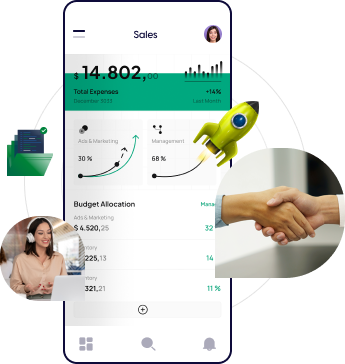 Sales
$ 14.802,00
Total Expenses +14%
December 2023 Last Month
Ads & Marketing Management
30 % 68 %
Budget Allocation
Ads & Marketing
$ 4.520,25 32
14
225,13
321,21 11 %